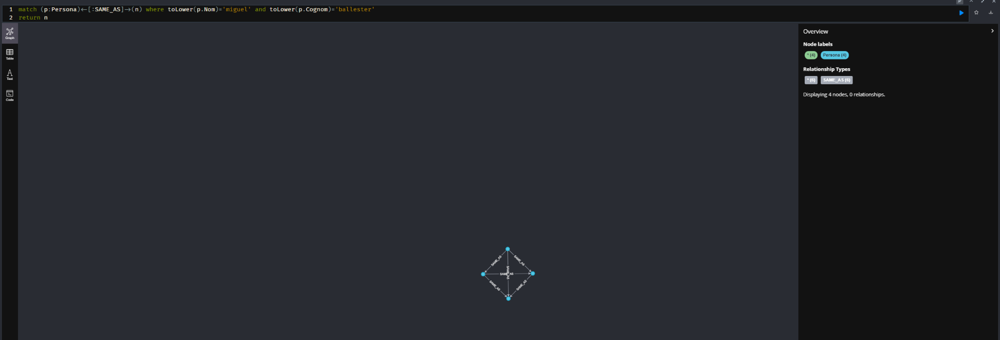 1 match (p:Persona)←[:SAME_AS]→(n) where toLower(p.Nom)='miguel' and toLower(p.Cognom)='ballester'
2 return n
Graph
Table
Text
Code
Overview
Node labels
* (4) Persona (4)
Relationship Types
* (6) SAME_AS (6)
Displaying 4 nodes, 0 relationships.
SAME_AS
SAME_AS
SAME_AS
SAME_AS
SAME_AS
SAME_AS